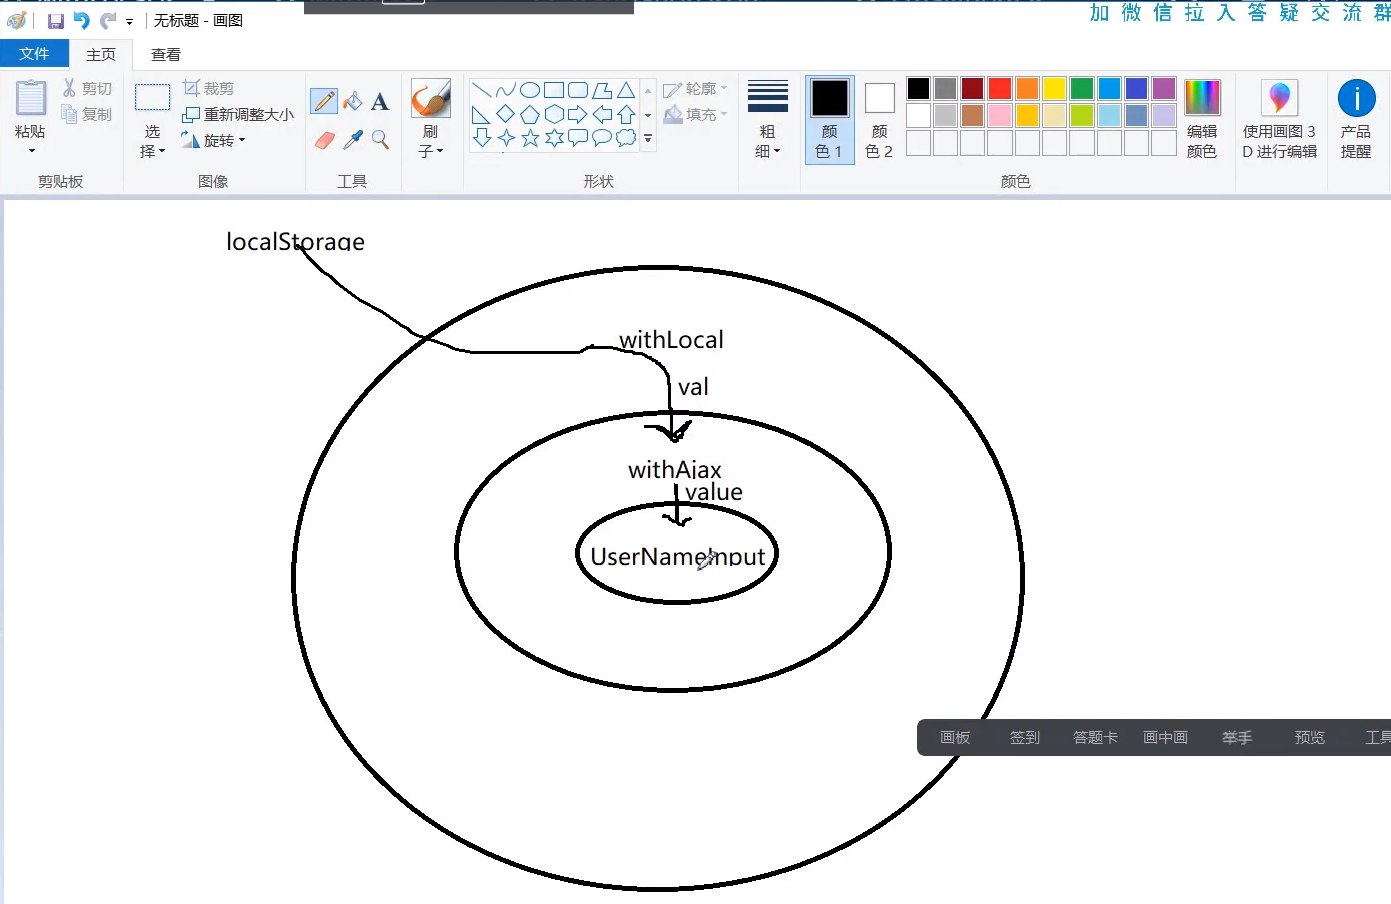 加微信拉入答疑交流群
无标题 - 画图
文件
主页
查看
粘贴
剪切
复制
剪贴板
选
择
裁剪
重新调整大小
旋转
图像
A
工具
刷
子
轮廓
填充
形状
粗
细
颜
色 1
颜
色 2
编辑
颜色
颜色
使用画图 3
D 进行编辑
产品
提醒
localStorage
withLocal
val
withAjax
value
UserNameInput
画板
签到
答题卡
画中画
举手
预览
工具